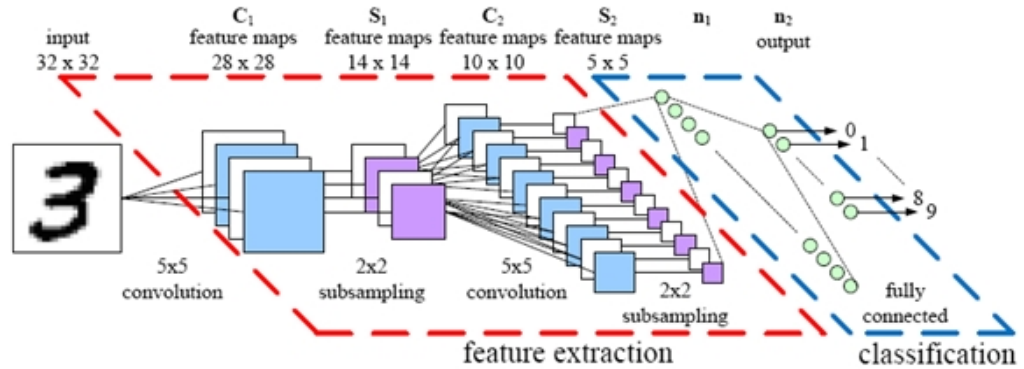 input
32 x 32
C1
feature maps
28 x 28
S1
feature maps
14 x 14
C2
feature maps
10 x 10
S2
feature maps
5 x 5
n1
n2
output
3
0
1
8
9
5x5
convolution
2x2
subsampling
5x5
convolution
2x2
subsampling
fully
connected
feature extraction
classification